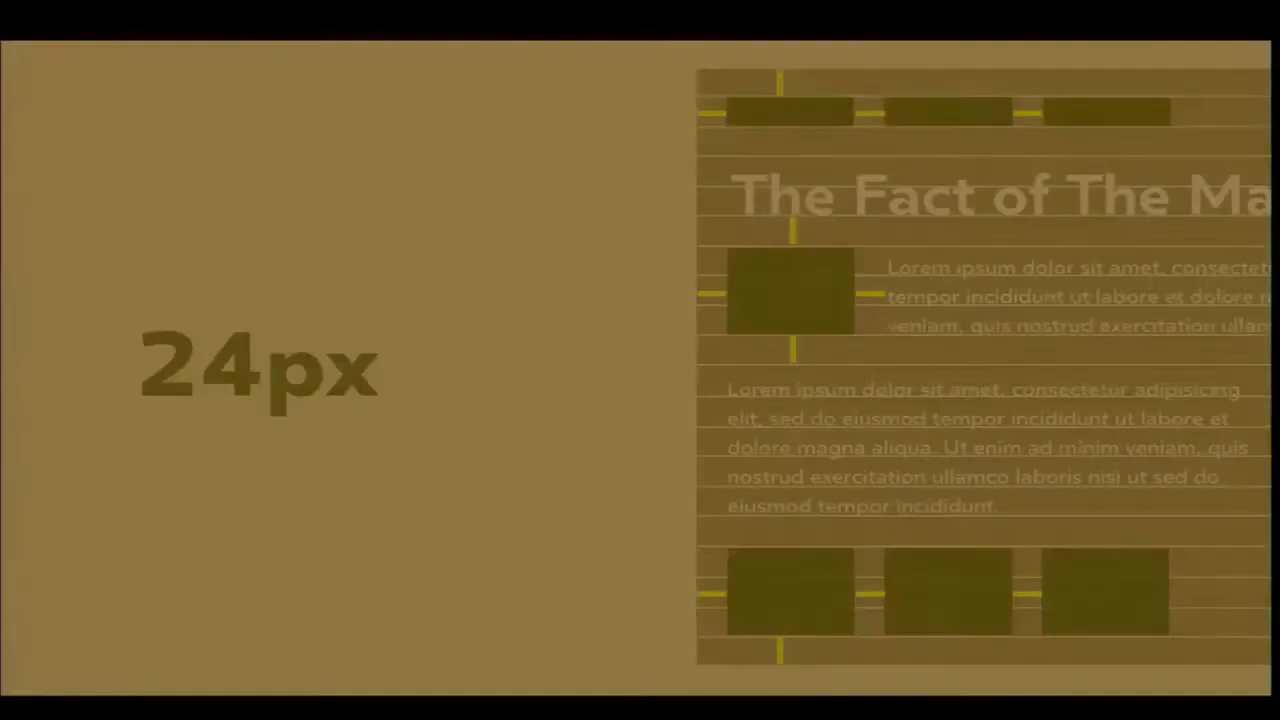 24px
The Fact of The Ma
Lorem ipsum dolor sit amet, consectet
tempor incididunt ut labore et dolore
veniam, quis nostrud exercitation ullam
Lorem ipsum dolor sit amet, consectetur adipisicing
elit, sed do eiusmod tempor incididunt ut labore et
dolore magna aliqua. Ut enim ad minim veniam, quis
nostrud exercitation ullamco laboris nisi ut sed do
eiusmod tempor incididunt.